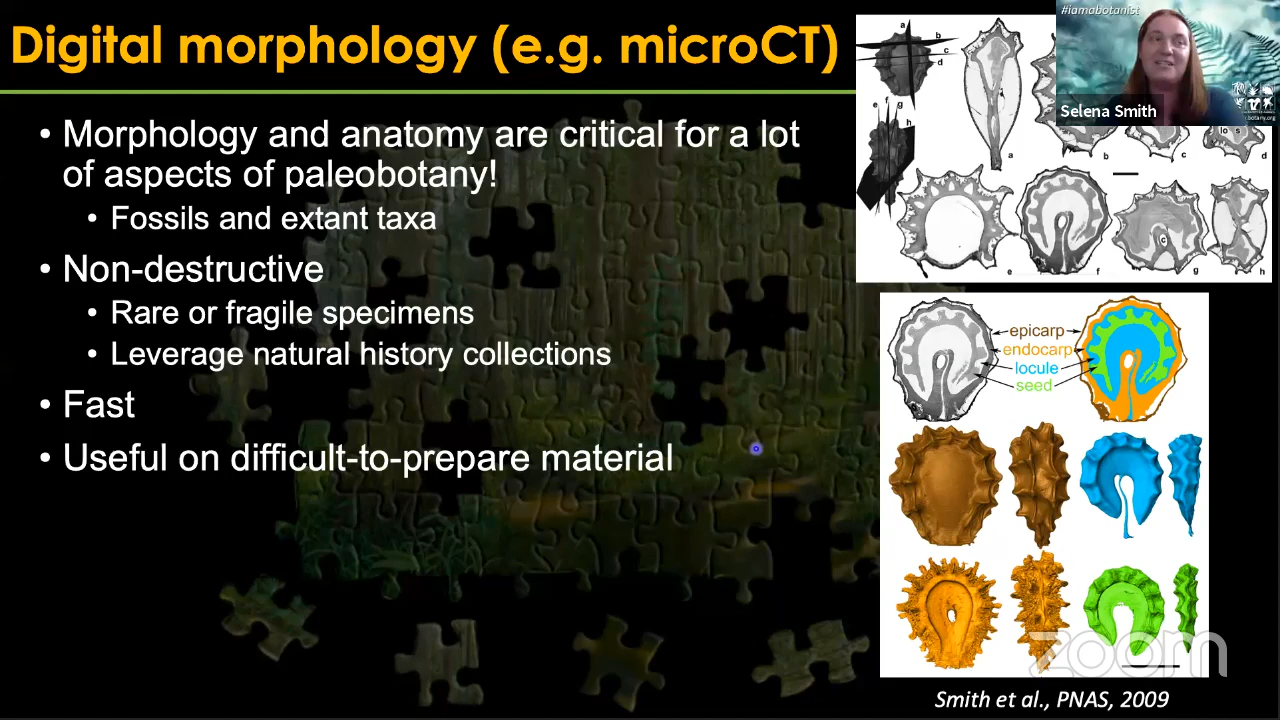 Digital morphology (e.g. microCT)
• Morphology and anatomy are critical for a lot
of aspects of paleobotany!
• Fossils and extant taxa
• Non-destructive
• Rare or fragile specimens
• Leverage natural history collections
• Fast
• Useful on difficult-to-prepare material
#iamabotanist
Selena Smith
a
b
c
d
e f g
h
a
b
c
lo s
d
e
f
c
g
h
epicarp
endocarp
locule
seed
zoom
Smith et al., PNAS, 2009